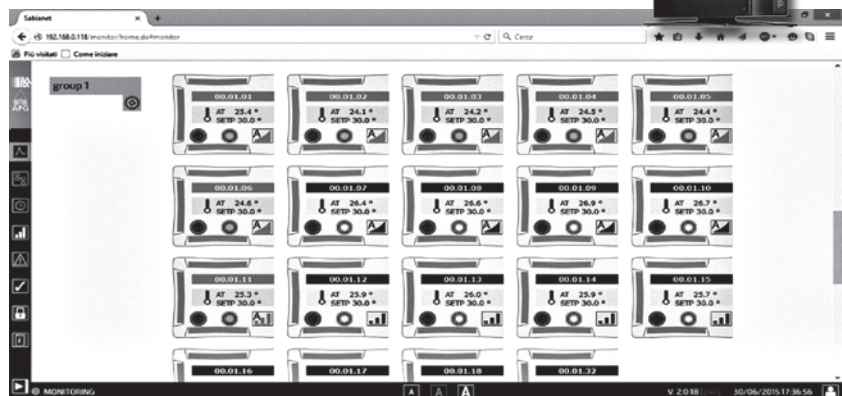 Sabianet × +
192.168.0.118/monitor/home.do#monitor Cerca
Più visitati Come iniziare
group 1
AFG
00.01.01
AT 25.4 °
SETP 30.0 °
A
00.01.02
AT 24.1 °
SETP 30.0 °
A
00.01.03
AT 24.2 °
SETP 30.0 °
A
00.01.04
AT 24.5 °
SETP 30.0 °
A
00.01.05
AT 24.4 °
SETP 30.0 °
A
00.01.06
AT 24.6 °
SETP 30.0 °
A
00.01.07
AT 26.4 °
SETP 30.0 °
A
00.01.08
AT 26.6 °
SETP 30.0 °
A
00.01.09
AT 26.9 °
SETP 30.0 °
A
00.01.10
AT 26.7 °
SETP 30.0 °
A
00.01.11
AT 25.3 °
SETP 30.0 °
A
00.01.12
AT 25.9 °
SETP 30.0 °
00.01.13
AT 26.0 °
SETP 30.0 °
00.01.14
AT 25.9 °
SETP 30.0 °
00.01.15
AT 25.7 °
SETP 30.0 °
00.01.16
00.01.17
00.01.18
00.01.32
MONITORING A A A V 2.0.18 30/06/2015 17:36:56